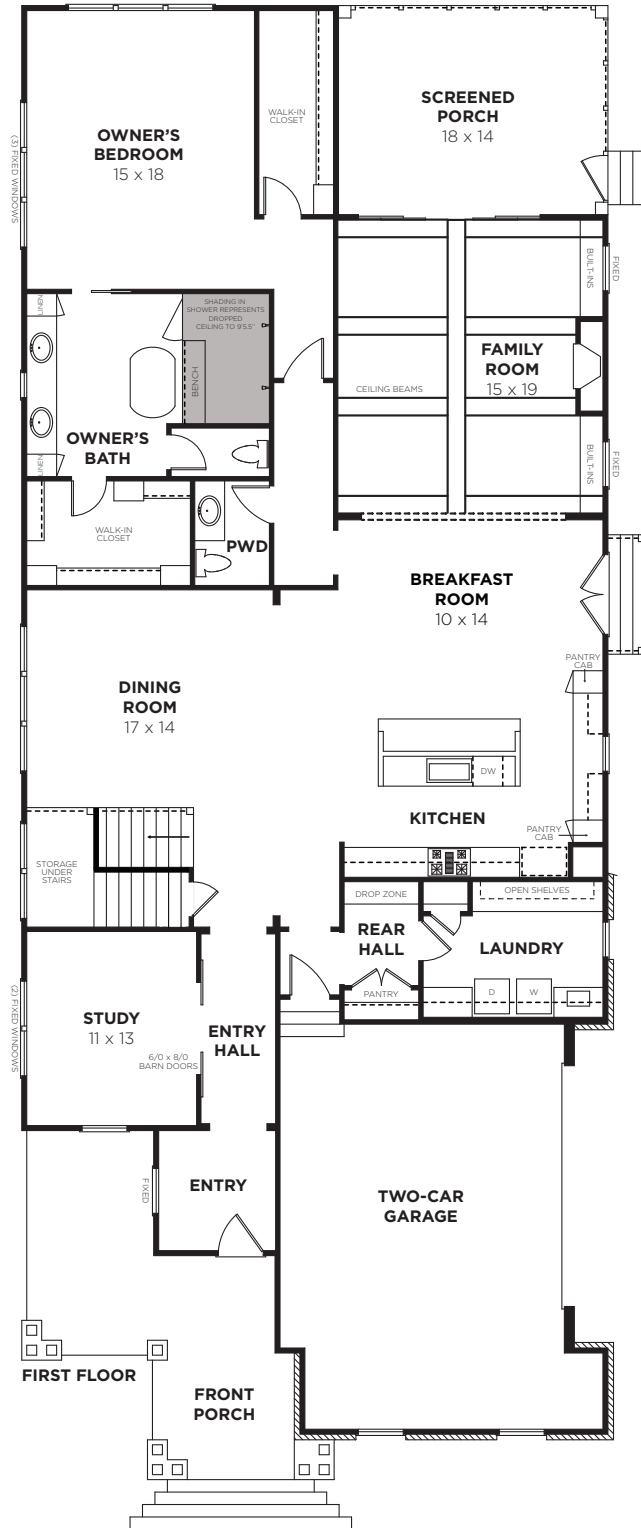 WALK-IN
CLOSET
SCREENED
PORCH
18 x 14
OWNER'S
BEDROOM
15 x 18
(3) FIXED WINDOWS
BUILT-INS
FIXED
LINEN
SHADING IN
SHOWER REPRESENTS
DROPPED
CEILING TO 9'5.5"
BENCH
FAMILY
ROOM
15 x 19
CEILING BEAMS
OWNER'S
BATH
LINEN
BUILT-INS
FIXED
WALK-IN
CLOSET
PWD
BREAKFAST
ROOM
10 x 14
PANTRY
CAB
DINING
ROOM
17 x 14
DW
KITCHEN
PANTRY
CAB
STORAGE
UNDER
STAIRS
DROP ZONE
OPEN SHELVES
REAR
HALL
LAUNDRY
PANTRY
D
W
(2) FIXED WINDOWS
STUDY
11 x 13
6/0 x 8/0
BARN DOORS
ENTRY
HALL
FIXED
ENTRY
TWO-CAR
GARAGE
FIRST FLOOR
FRONT
PORCH